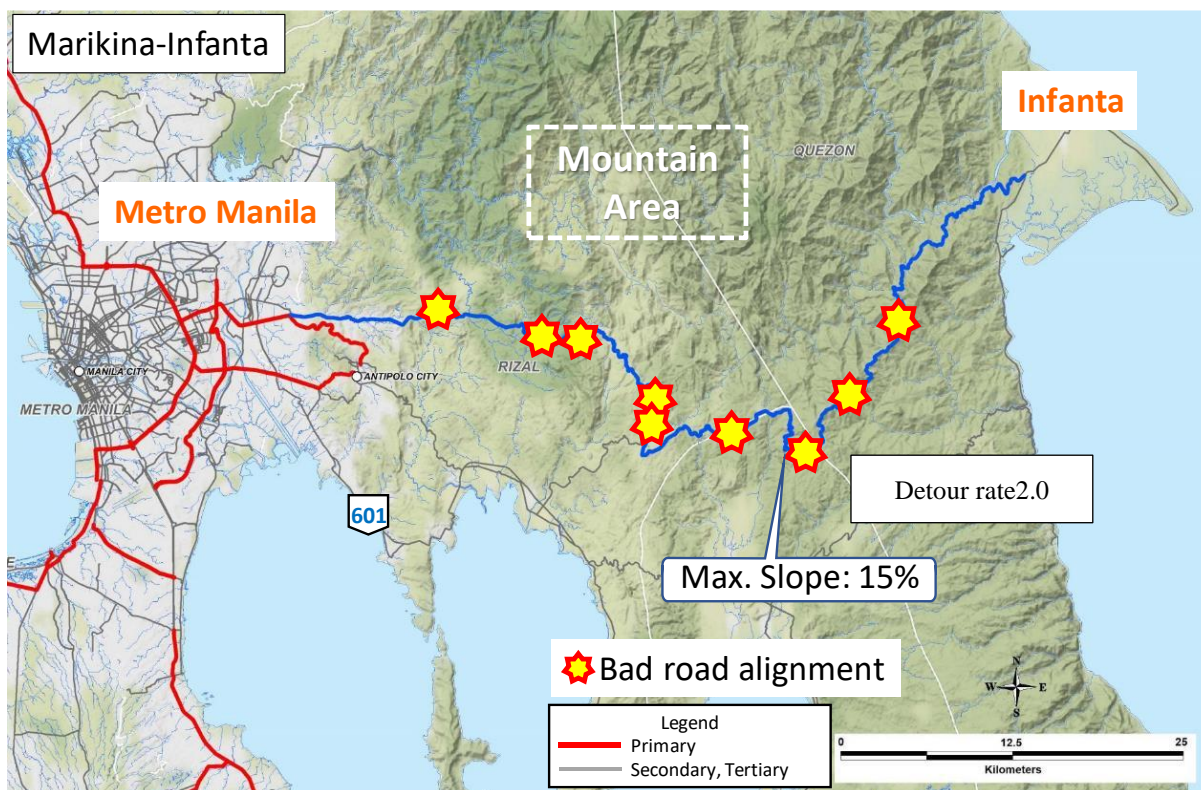 Marikina-Infanta
Infanta
Mountain
Area
QUEZON
Metro Manila
RIZAL
MANILA CITY
ANTIPOLO CITY
METRO MANILA
601
Detour rate2.0
Max. Slope: 15%
Bad road alignment
N
W E
S
Legend
Primary
Secondary, Tertiary
0 12.5 25
Kilometers
E